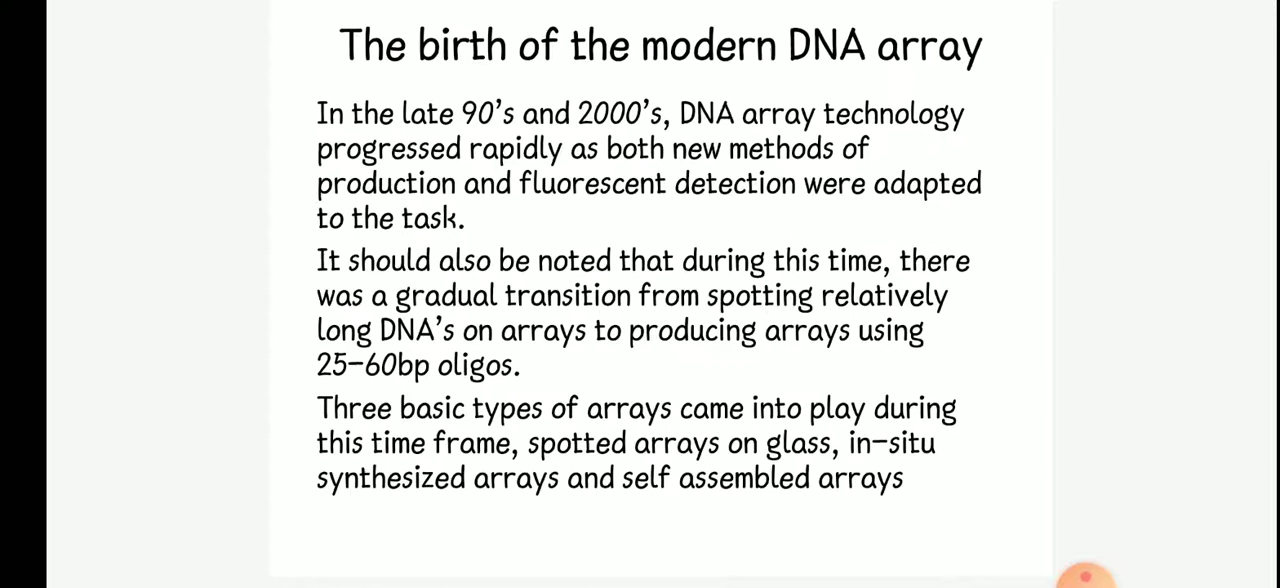 The birth of the modern DNA array
In the late 90's and 2000's, DNA array technology
progressed rapidly as both new methods of
production and fluorescent detection were adapted
to the task.
It should also be noted that during this time, there
was a gradual transition from spotting relatively
long DNA's on arrays to producing arrays using
25-60bp oligos.
Three basic types of arrays came into play during
this time frame, spotted arrays on glass, in-situ
synthesized arrays and self assembled arrays